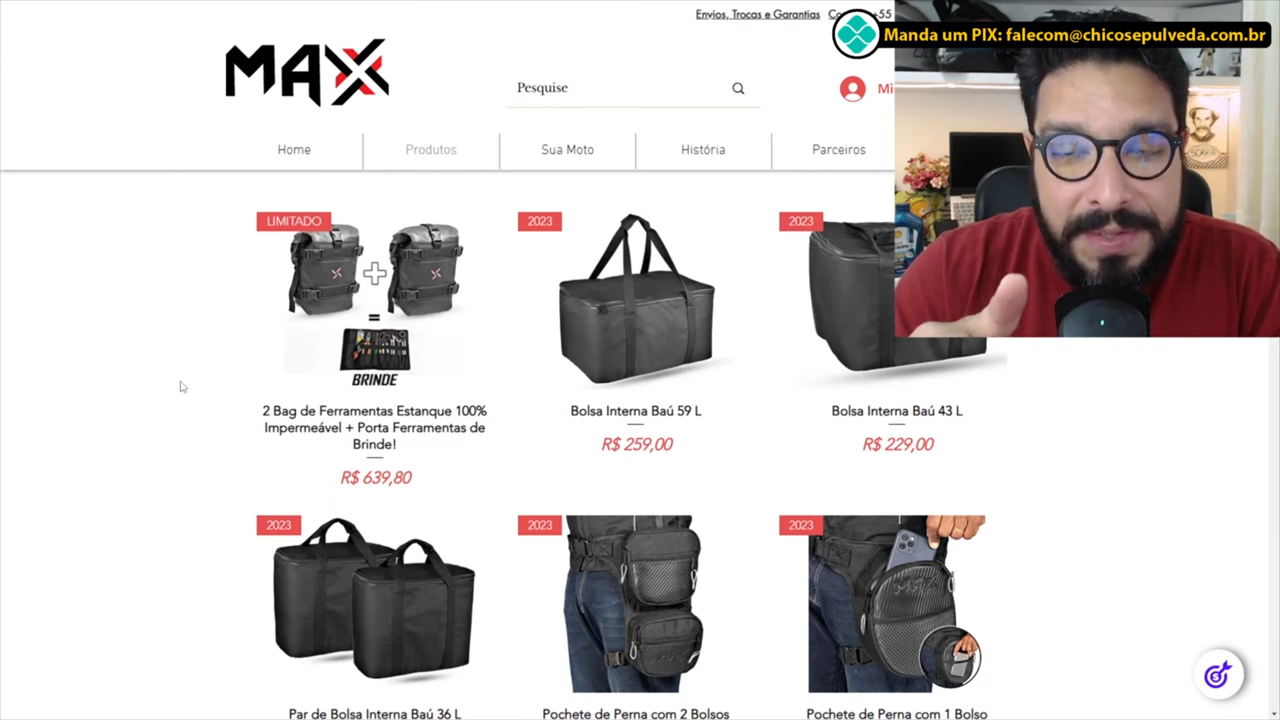 Envios, Trocas e Garantias
+55
Manda um PIX: falecom@chicosepulveda.com.br
MAX
Pesquise
Mi
Home
Produtos
Sua Moto
História
Parceiros
LIMITADO
BRINDE
2 Bag de Ferramentas Estanque 100%
Impermeável + Porta Ferramentas de
Brinde!
R$ 639,80
2023
Bolsa Interna Baú 59 L
R$ 259,00
2023
Bolsa Interna Baú 43 L
R$ 229,00
2023
Par de Bolsa Interna Baú 36 L
2023
Pochete de Perna com 2 Bolsos
2023
Pochete de Perna com 1 Bolso